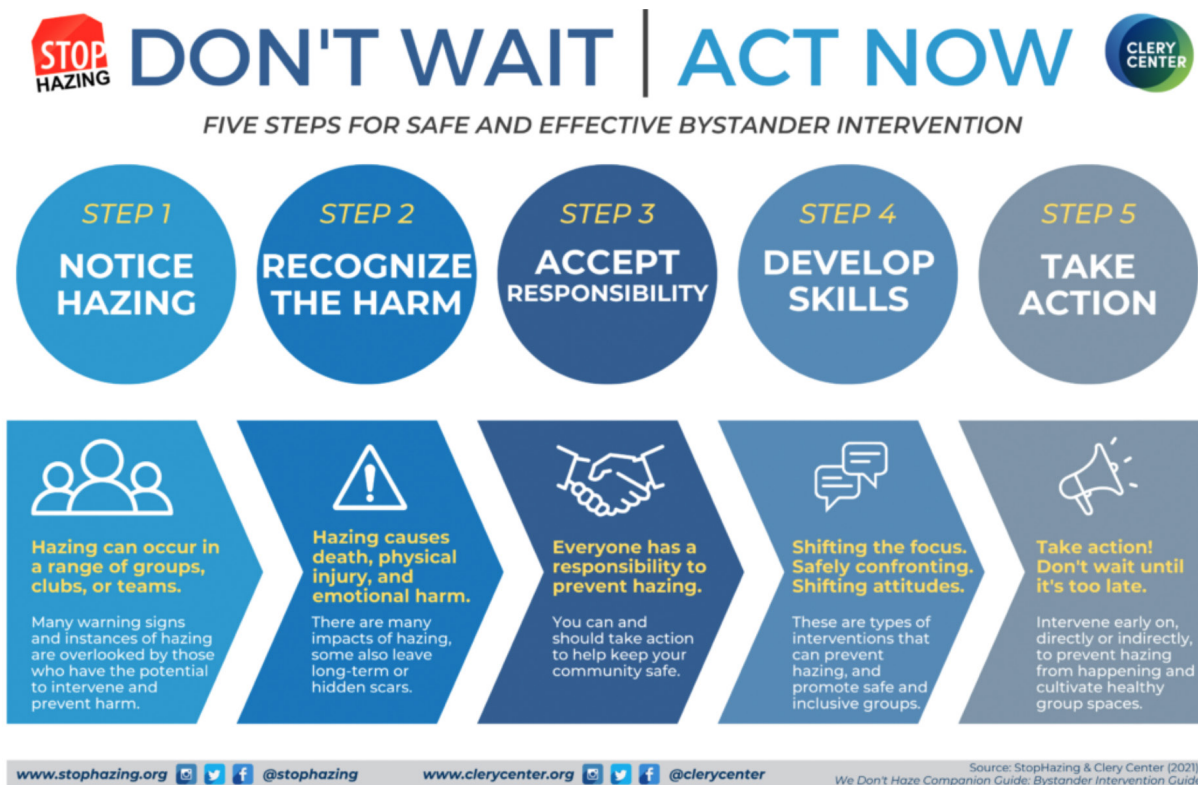 STOP
HAZING
DON'T WAIT | ACT NOW
CLERY
CENTER
FIVE STEPS FOR SAFE AND EFFECTIVE BYSTANDER INTERVENTION
STEP 1
NOTICE
HAZING
STEP 2
RECOGNIZE
THE HARM
STEP 3
ACCEPT
RESPONSIBILITY
STEP 4
DEVELOP
SKILLS
STEP 5
TAKE
ACTION
Hazing can occur in
a range of groups,
clubs, or teams.
Many warning signs
and instances of hazing
are overlooked by those
who have the potential
to intervene and
prevent harm.
Hazing causes
death, physical
injury, and
emotional harm.
There are many
impacts of hazing,
some also leave
long-term or
hidden scars.
Everyone has a
responsibility to
prevent hazing.
You can and
should take action
to help keep your
community safe.
Shifting the focus.
Safely confronting.
Shifting attitudes.
These are types of
interventions that
can prevent
hazing, and
promote safe and
inclusive groups.
Take action!
Don't wait until
it's too late.
Intervene early on,
directly or indirectly,
to prevent hazing
from happening and
cultivate healthy
group spaces.
www.stophazing.org @stophazing www.clerycenter.org @clerycenter
Source: StopHazing & Clery Center (2021)
We Don't Haze Companion Guide: Bystander Intervention Guide